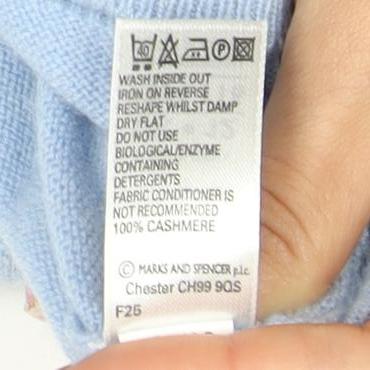 40 P
WASH INSIDE OUT
IRON ON REVERSE
RESHAPE WHILST DAMP
DRY FLAT
DO NOT USE
BIOLOGICAL/ENZYME
CONTAINING
DETERGENTS
FABRIC CONDITIONER IS
NOT RECOMMENDED
100% CASHMERE
© MARKS AND SPENCER p.l.c.
Chester CH99 9QS
F25